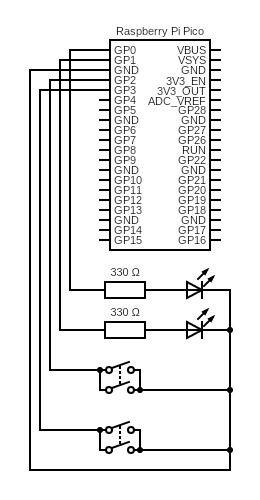 Raspberry Pi Pico
GP0 VBUS
GP1 VSYS
GND GND
GP2 3V3_EN
GP3 3V3_OUT
GP4 ADC_VREF
GP5 GP28
GND GND
GP6 GP27
GP7 GP26
GP8 RUN
GP9 GP22
GND GND
GP10 GP21
GP11 GP20
GP12 GP19
GP13 GP18
GND GND
GP14 GP17
GP15 GP16
330 Ω
330 Ω